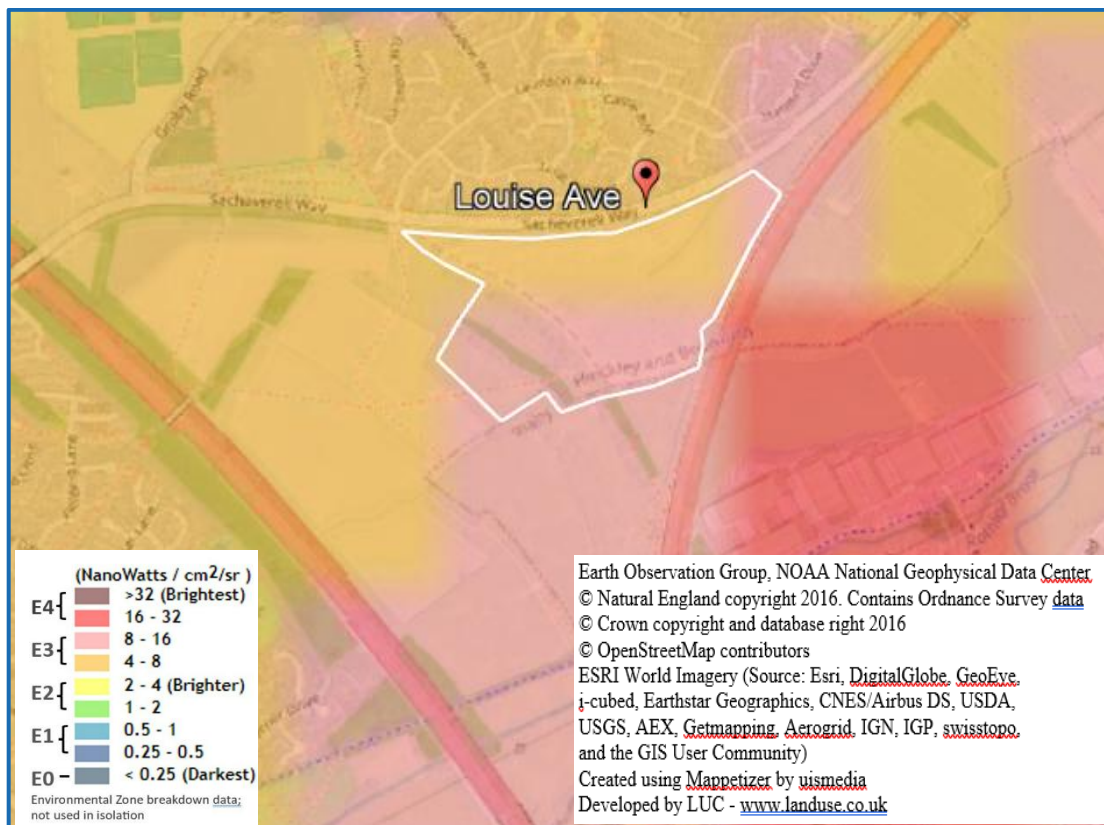 Groby Road
Sacheverell Way
Louise Ave
Sacheverell Way
Hinckley and Bosworth
(NanoWatts / cm2/sr )
E4 { >32 (Brightest)
16 - 32
E3 { 8 - 16
4 - 8
E2 { 2 - 4 (Brighter)
1 - 2
E1 { 0.5 - 1
0.25 - 0.5
E0 – < 0.25 (Darkest)
Environmental Zone breakdown data;
not used in isolation
Earth Observation Group, NOAA National Geophysical Data Center
© Natural England copyright 2016. Contains Ordnance Survey data
© Crown copyright and database right 2016
© OpenStreetMap contributors
ESRI World Imagery (Source: Esri, DigitalGlobe, GeoEye,
i-cubed, Earthstar Geographics, CNES/Airbus DS, USDA,
USGS, AEX, Getmapping, Aerogrid, IGN, IGP, swisstopo,
and the GIS User Community)
Created using Mappetizer by uismedia
Developed by LUC - www.landuse.co.uk